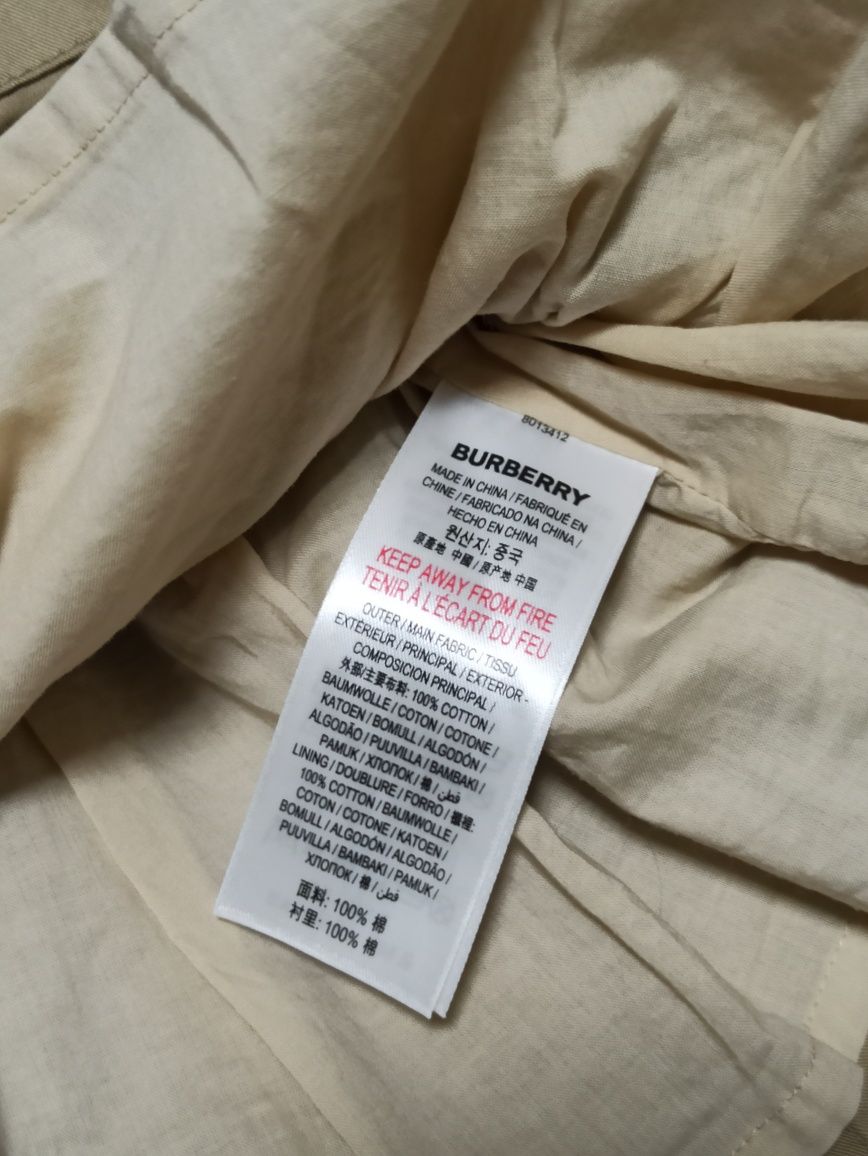 8013412
BURBERRY
MADE IN CHINA / FABRIQUÉ EN
CHINE / FABRICADO NA CHINA /
HECHO EN CHINA
원산지: 중국
原產地 中國 / 原产地 中国
KEEP AWAY FROM FIRE
TENIR À L'ÉCART DU FEU
OUTER / MAIN FABRIC / TISSU
EXTÉRIEUR / PRINCIPAL / EXTERIOR -
COMPOSICION PRINCIPAL /
外部/主要布料: 100% COTTON /
BAUMWOLLE / COTON / COTONE /
KATOEN / BOMULL / ALGODÓN /
ALGODÃO / PUUVILLA / BAMBAKI /
PAMUK / ХЛОПОК / 棉 / قطن
LINING / DOUBLURE / FORRO / 襯裡:
100% COTTON / BAUMWOLLE /
COTON / COTONE / KATOEN /
BOMULL / ALGODÓN / ALGODÃO /
PUUVILLA / BAMBAKI / PAMUK /
ХЛОПОК / 棉 / قطن
面料: 100% 棉
衬里: 100% 棉